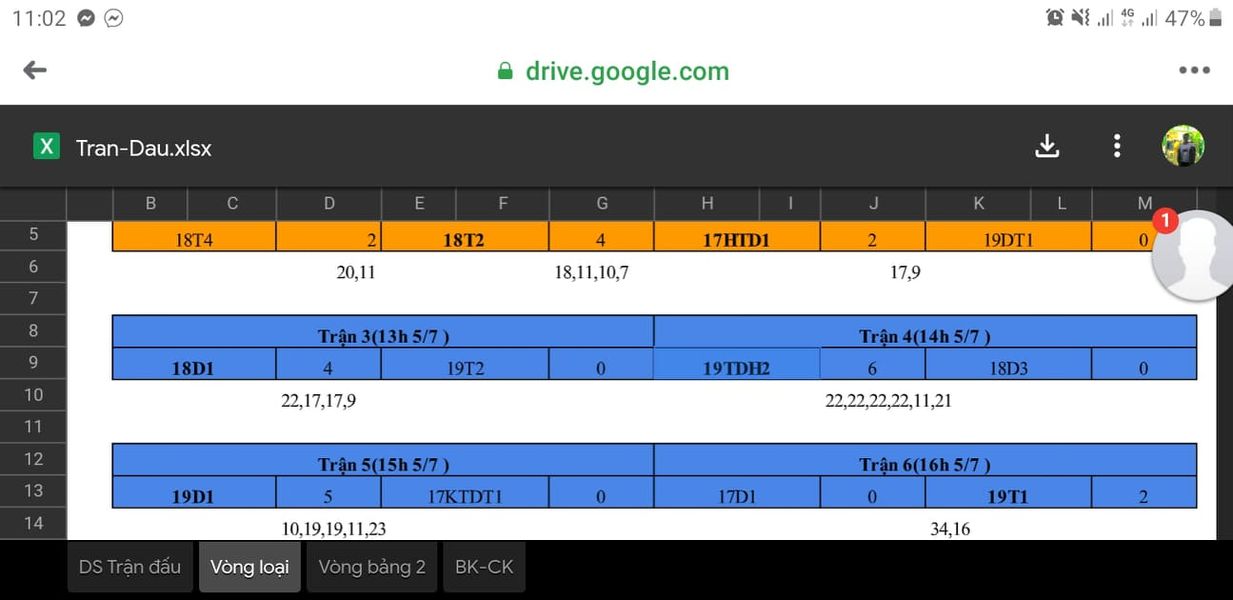 11:02 4G 47%
drive.google.com
X Tran-Dau.xlsx
B C D E F G H I J K L M
1
5 18T4 2 18T2 4 17HTD1 2 19DT1 0
6 20,11 18,11,10,7 17,9
7
8 Trận 3(13h 5/7 ) Trận 4(14h 5/7 )
9 18D1 4 19T2 0 19TDH2 6 18D3 0
10 22,17,17,9 22,22,22,22,11,21
11
12 Trận 5(15h 5/7 ) Trận 6(16h 5/7 )
13 19D1 5 17KTDT1 0 17D1 0 19T1 2
14 10,19,19,11,23 34,16
DS Trận đấu Vòng loại Vòng bảng 2 BK-CK